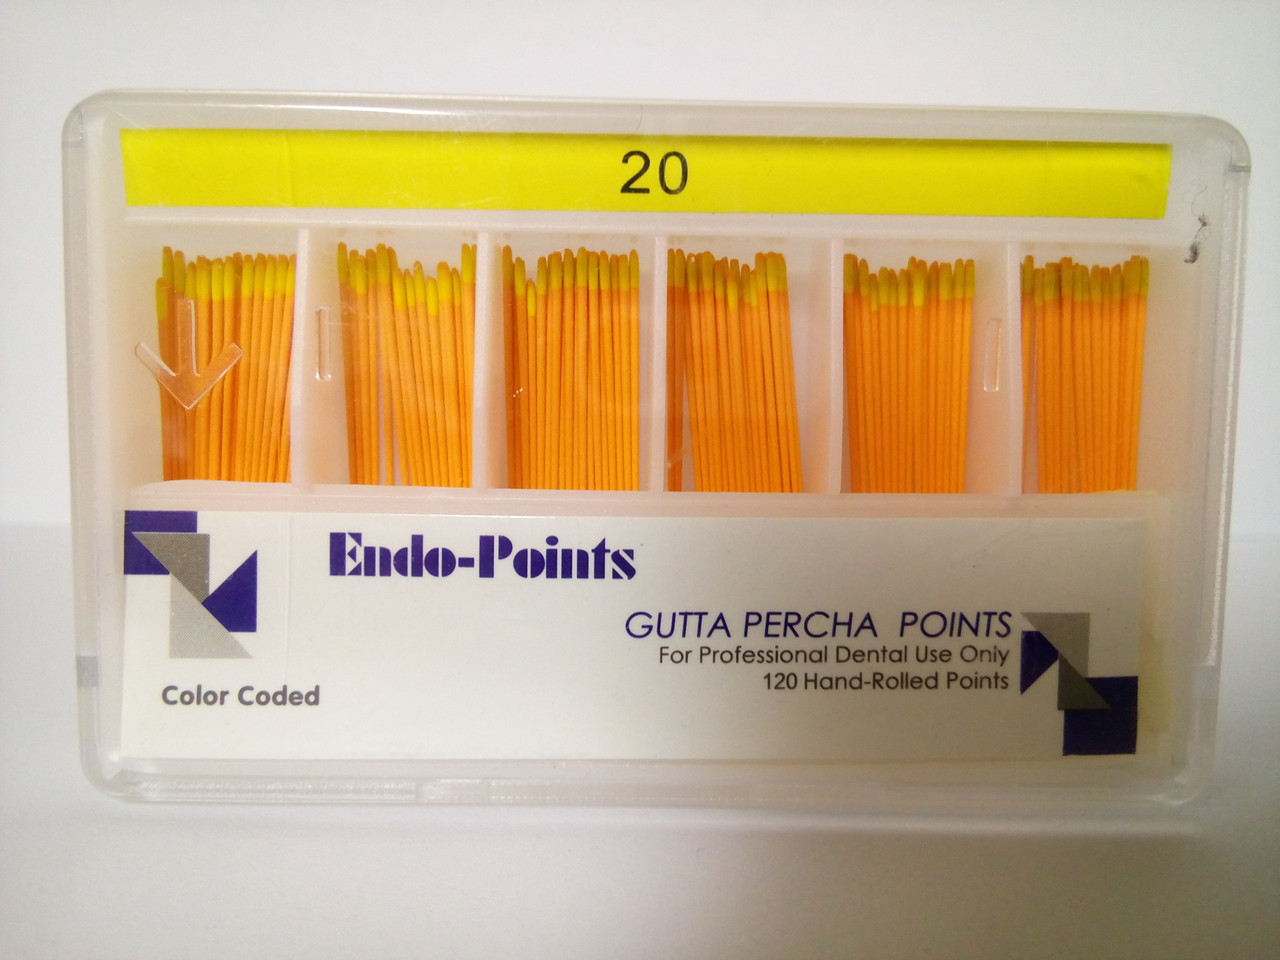 20
Endo-Points
GUTTA PERCHA POINTS
For Professional Dental Use Only
120 Hand-Rolled Points
Color Coded